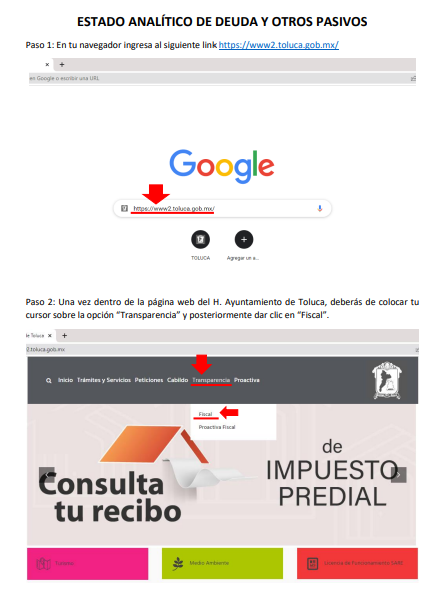 ESTADO ANALÍTICO DE DEUDA Y OTROS PASIVOS
Paso 1: En tu navegador ingresa al siguiente link https://www2.toluca.gob.mx/
× +
en Google o escribir una URL
Google
https://www2.toluca.gob.mx/
TOLUCA Agregar un a...
Paso 2: Una vez dentro de la página web del H. Ayuntamiento de Toluca, deberás de colocar tu
cursor sobre la opción “Transparencia” y posteriormente dar clic en “Fiscal”.
de Toluca × +
2.toluca.gob.mx
Inicio Trámites y Servicios Peticiones Cabildo Transparencia Proactiva
Fiscal
Proactiva Fiscal
Consulta
tu recibo
de
IMPUESTO
PREDIAL
Medio Ambiente
Licencia de Funcionamiento SARE